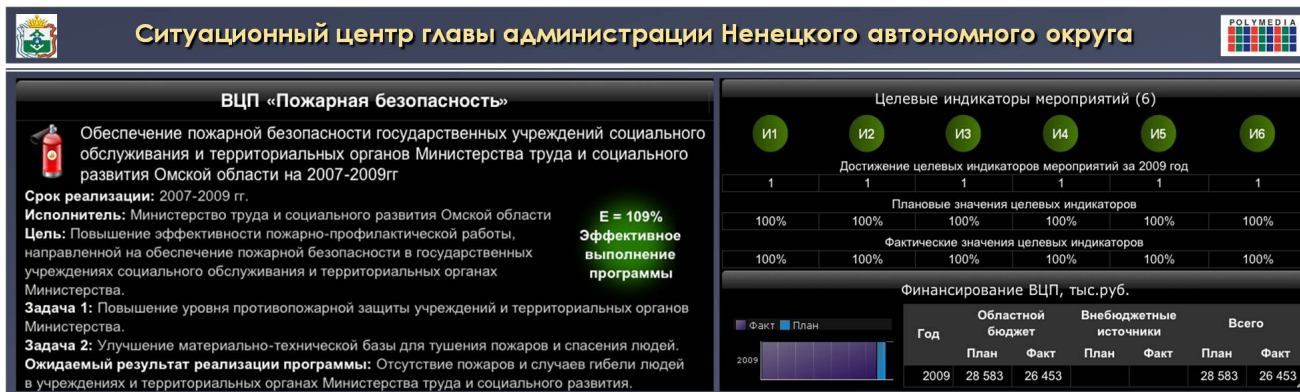 Ситуационный центр главы администрации Ненецкого автономного округа
POLYMEDIA
ВЦП «Пожарная безопасность»
Обеспечение пожарной безопасности государственных учреждений социального
обслуживания и территориальных органов Министерства труда и социального
развития Омской области на 2007-2009гг
Срок реализации: 2007-2009 гг.
Исполнитель: Министерство труда и социального развития Омской области
Цель: Повышение эффективности пожарно-профилактической работы,
направленной на обеспечение пожарной безопасности в государственных
учреждениях социального обслуживания и территориальных органах
Министерства.
E = 109%
Эффективное
выполнение
программы
Задача 1: Повышение уровня противопожарной защиты учреждений и территориальных органов
Министерства.
Задача 2: Улучшение материально-технической базы для тушения пожаров и спасения людей.
Ожидаемый результат реализации программы: Отсутствие пожаров и случаев гибели людей
в учреждениях и территориальных органах Министерства труда и социального развития.
Целевые индикаторы мероприятий (6)
И1 И2 И3 И4 И5 И6
Достижение целевых индикаторов мероприятий за 2009 год
1 1 1 1 1 1
Плановые значения целевых индикаторов
100% 100% 100% 100% 100% 100%
Фактические значения целевых индикаторов
100% 100% 100% 100% 100% 100%
Финансирование ВЦП, тыс.руб.
Факт План
2009
Год Областной бюджет Внебюджетные источники Всего
План Факт План Факт План Факт
2009 28 583 26 453 28 583 26 453